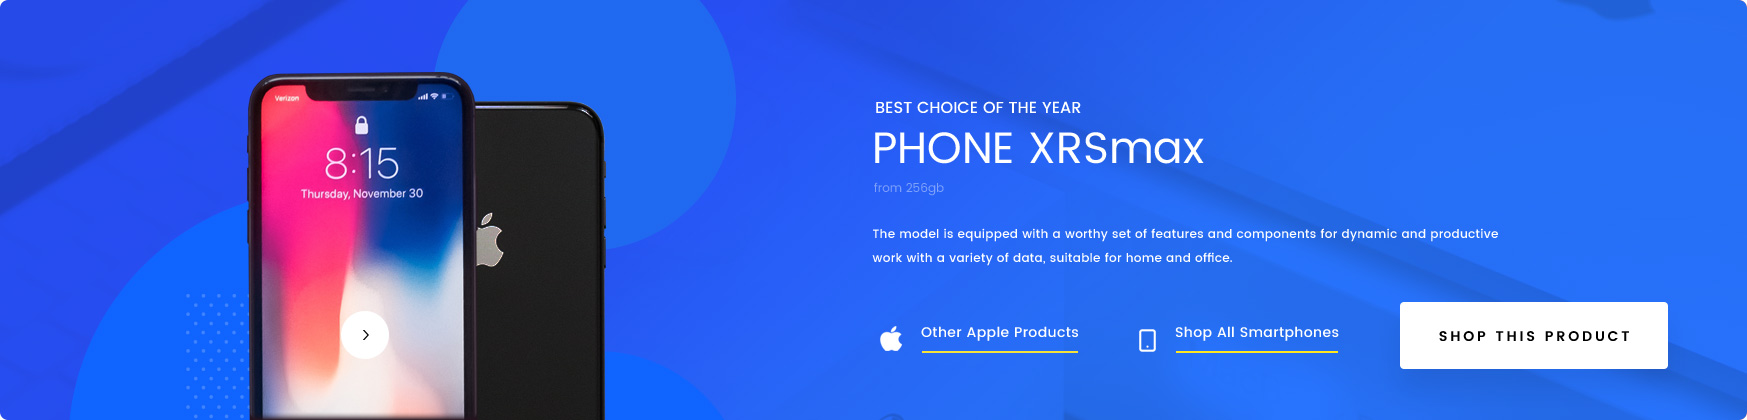 Verizon
8:15
Thursday, November 30
BEST CHOICE OF THE YEAR
PHONE XRSmax
from 256gb
The model is equipped with a worthy set of features and components for dynamic and productive
work with a variety of data, suitable for home and office.
Other Apple Products
Shop All Smartphones
SHOP THIS PRODUCT